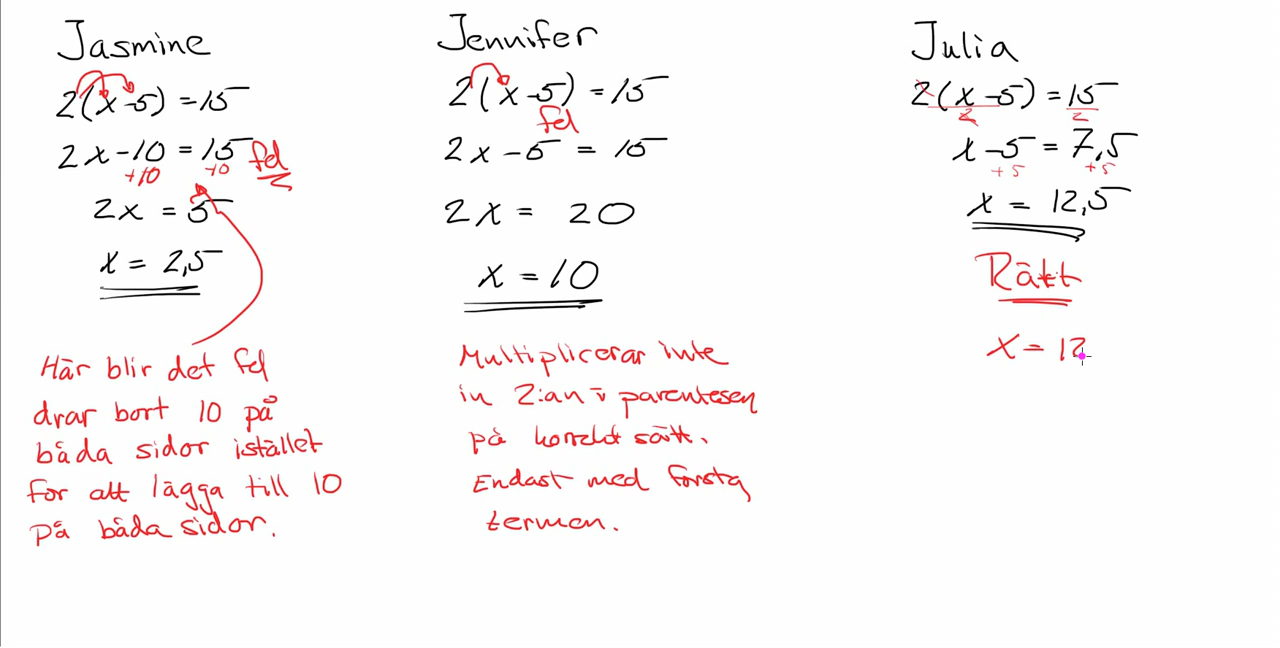 Jasmine
2(x-5) = 15
2x-10 = 15 fel
+10 +10
2x = 5
x = 2,5
Här blir det fel
drar bort 10 på
båda sidor istället
för att lägga till 10
på båda sidor.
Jennifer
2(x-5) = 15
fel
2x-5 = 15
2x = 20
x = 10
Multiplicerar inte
in 2:an i parentesen
på korrekt sätt.
Endast med första
termen.
Julia
2(x-5) = 15
2 2
x-5 = 7,5
+5 +5
x = 12,5
Rätt
x = 12